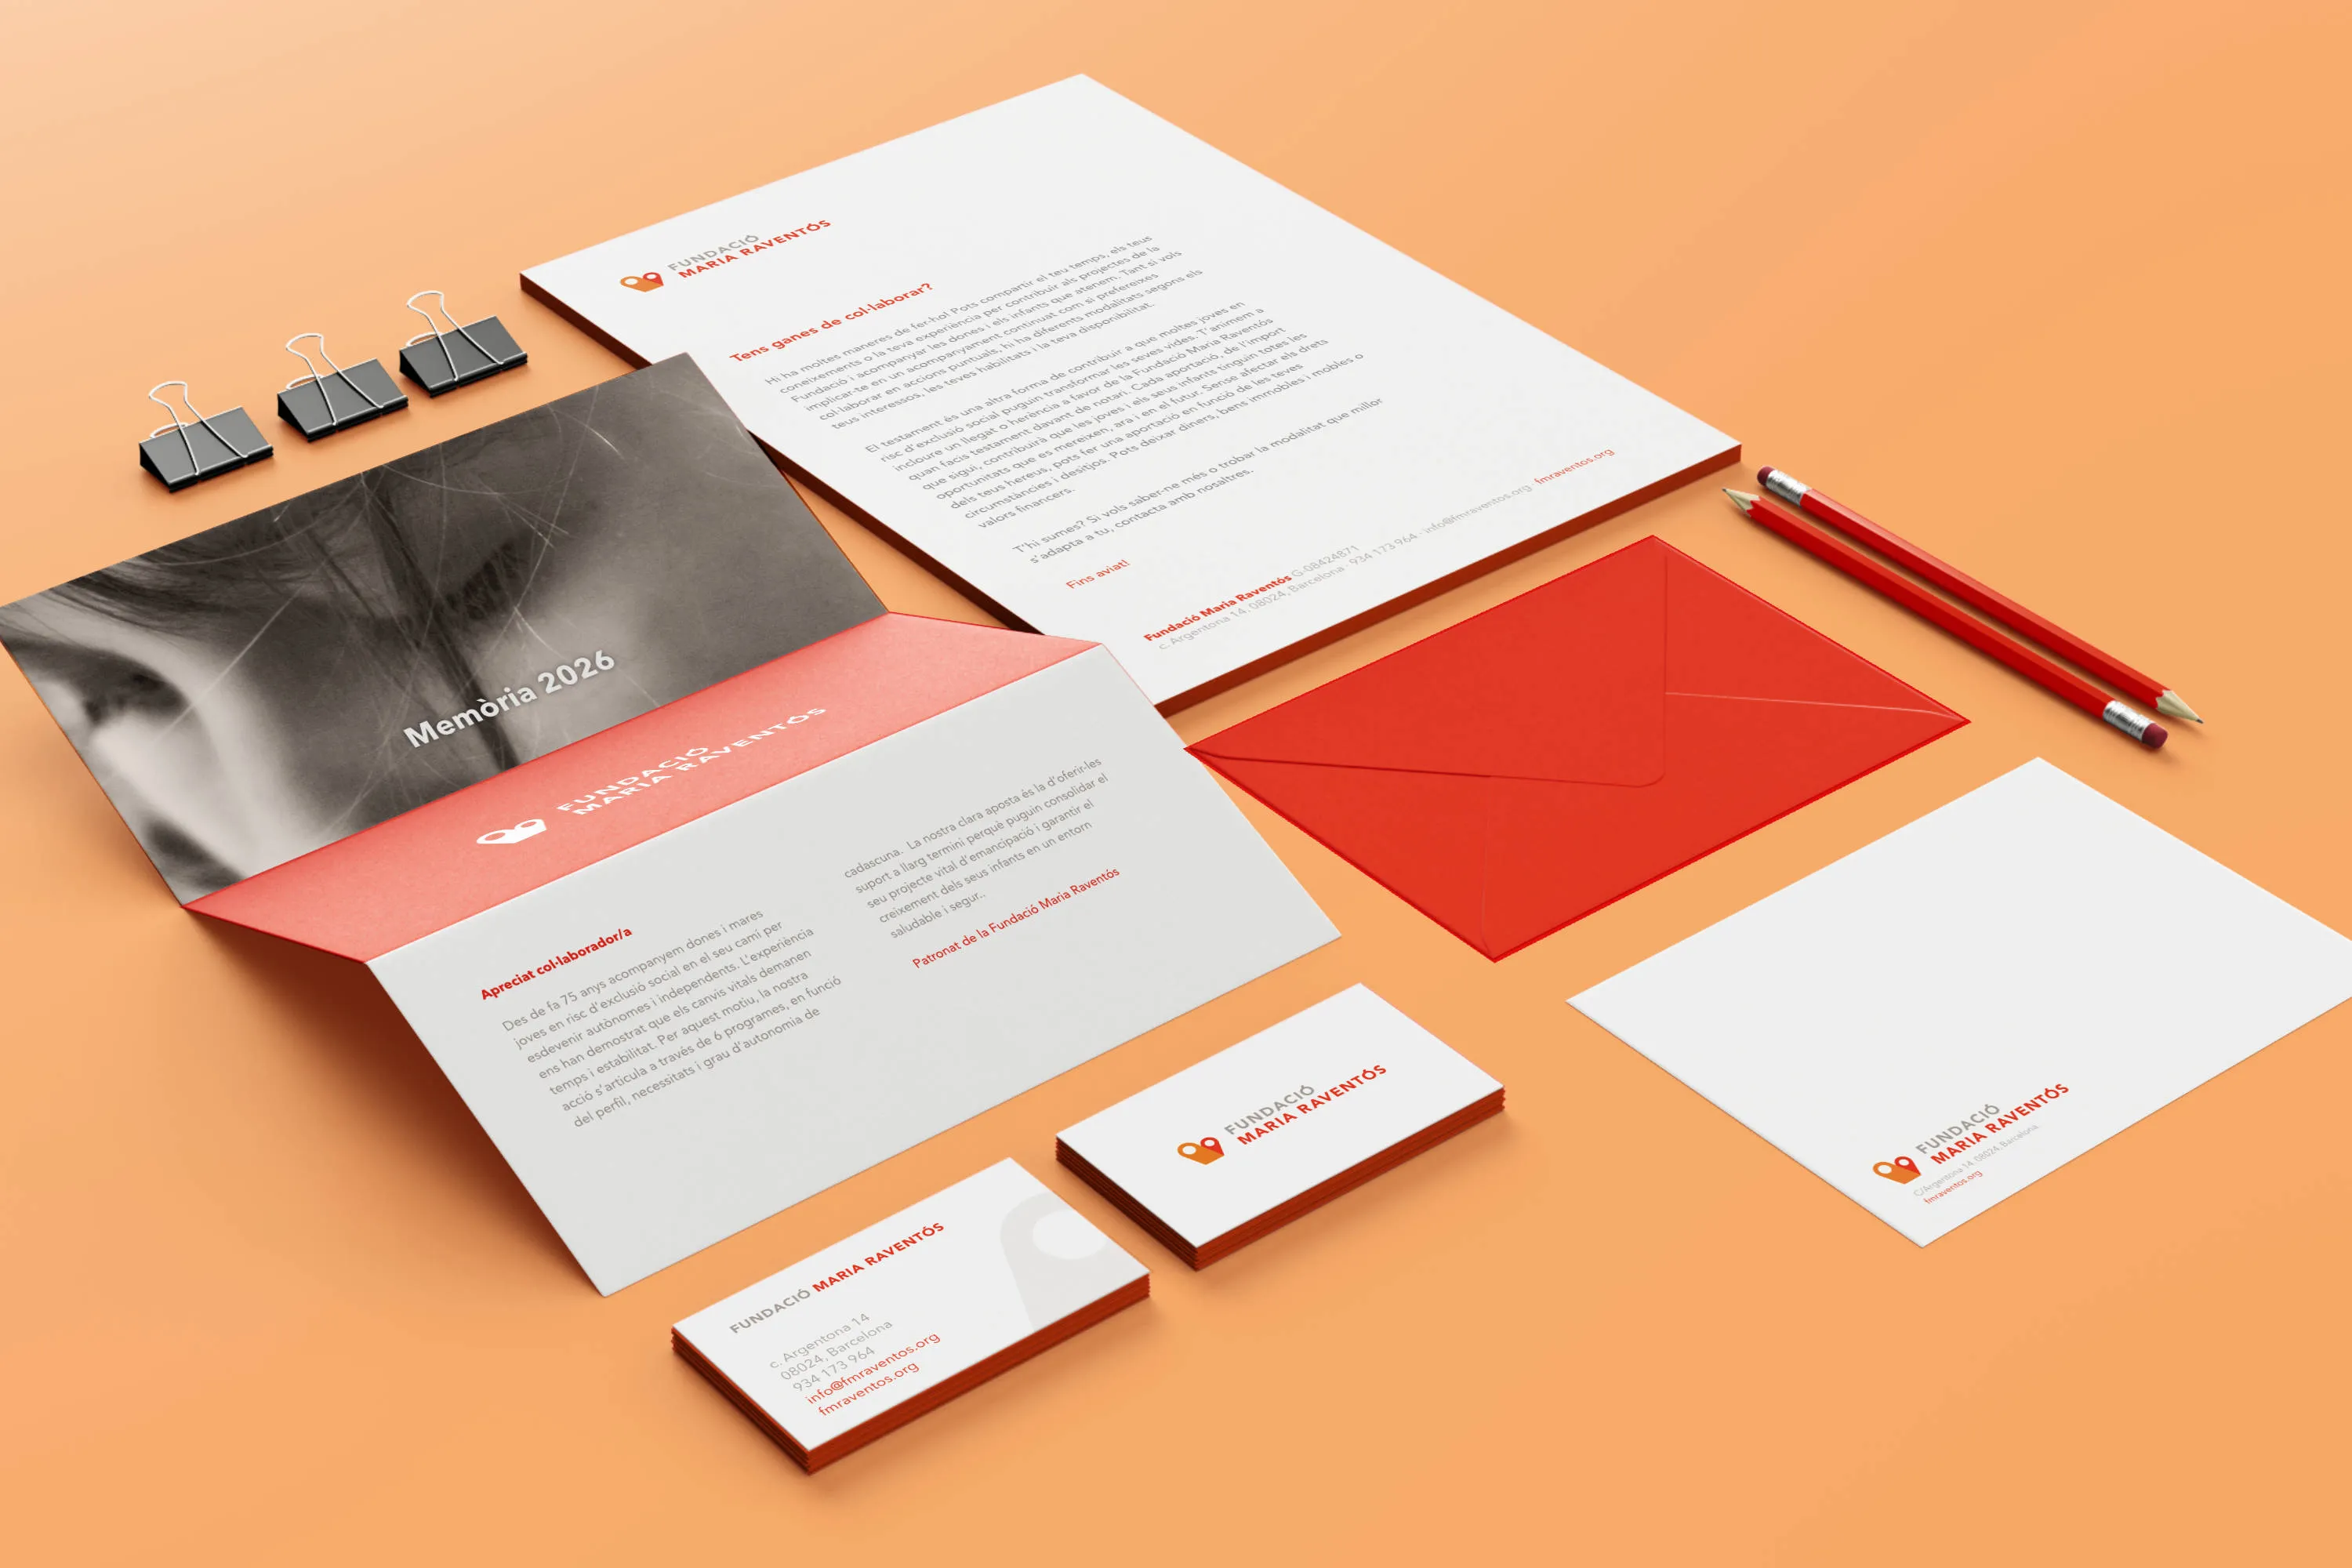 FUNDACIÓ
MARIA RAVENTÓS
Tens ganes de col·laborar?
Hi ha moltes maneres de fer-ho! Pots compartir el teu temps, els teus
coneixements o la teva experiència per contribuir als projectes de la
Fundació i acompanyar les dones i els infants que atenem. Tant si vols
implicar-te en un acompanyament continuat com si prefereixes
col·laborar en accions puntuals, hi ha diferents modalitats segons els
teus interessos, les teves habilitats i la teva disponibilitat.
El testament és una altra forma de contribuir a que moltes joves en
risc d'exclusió social puguin transformar les seves vides. T'animem a
incloure un llegat o herència a favor de la Fundació Maria Raventós
quan facis testament davant de notari. Cada aportació, de l'import
que sigui, contribuirà que les joves i els seus infants tinguin totes les
oportunitats que es mereixen, ara i en el futur. Sense afectar els drets
dels teus hereus, pots fer una aportació en funció de les teves
circumstàncies i desitjos. Pots deixar diners, bens immobles i mobles o
valors financers.
T'hi sumes? Si vols saber-ne més o trobar la modalitat que millor
s'adapta a tu, contacta amb nosaltres.
Fins aviat!
Fundació Maria Raventós G-08424871
c. Argentona 14, 08024, Barcelona · 934 173 964 · info@fmraventos.org · fmraventos.org
Memòria 2026
FUNDACIÓ
MARIA RAVENTÓS
Apreciat col·laborador/a
Des de fa 75 anys acompanyem dones i mares
joves en risc d'exclusió social en el seu camí per
esdevenir autònomes i independents. L'experiència
ens han demostrat que els canvis vitals demanen
temps i estabilitat. Per aquest motiu, la nostra
acció s'articula a través de 6 programes, en funció
del perfil, necessitats i grau d'autonomia de
cadascuna. La nostra clara aposta és la d'oferir-les
suport a llarg termini perquè puguin consolidar el
seu projecte vital d'emancipació i garantir el
creixement dels seus infants en un entorn
saludable i segur..
Patronat de la Fundació Maria Raventós
FUNDACIÓ
MARIA RAVENTÓS
FUNDACIÓ MARIA RAVENTÓS
c. Argentona 14
08024, Barcelona
934 173 964
info@fmraventos.org
fmraventos.org
FUNDACIÓ
MARIA RAVENTÓS
C/Argentona 14, 08024, Barcelona.
fmraventos.org